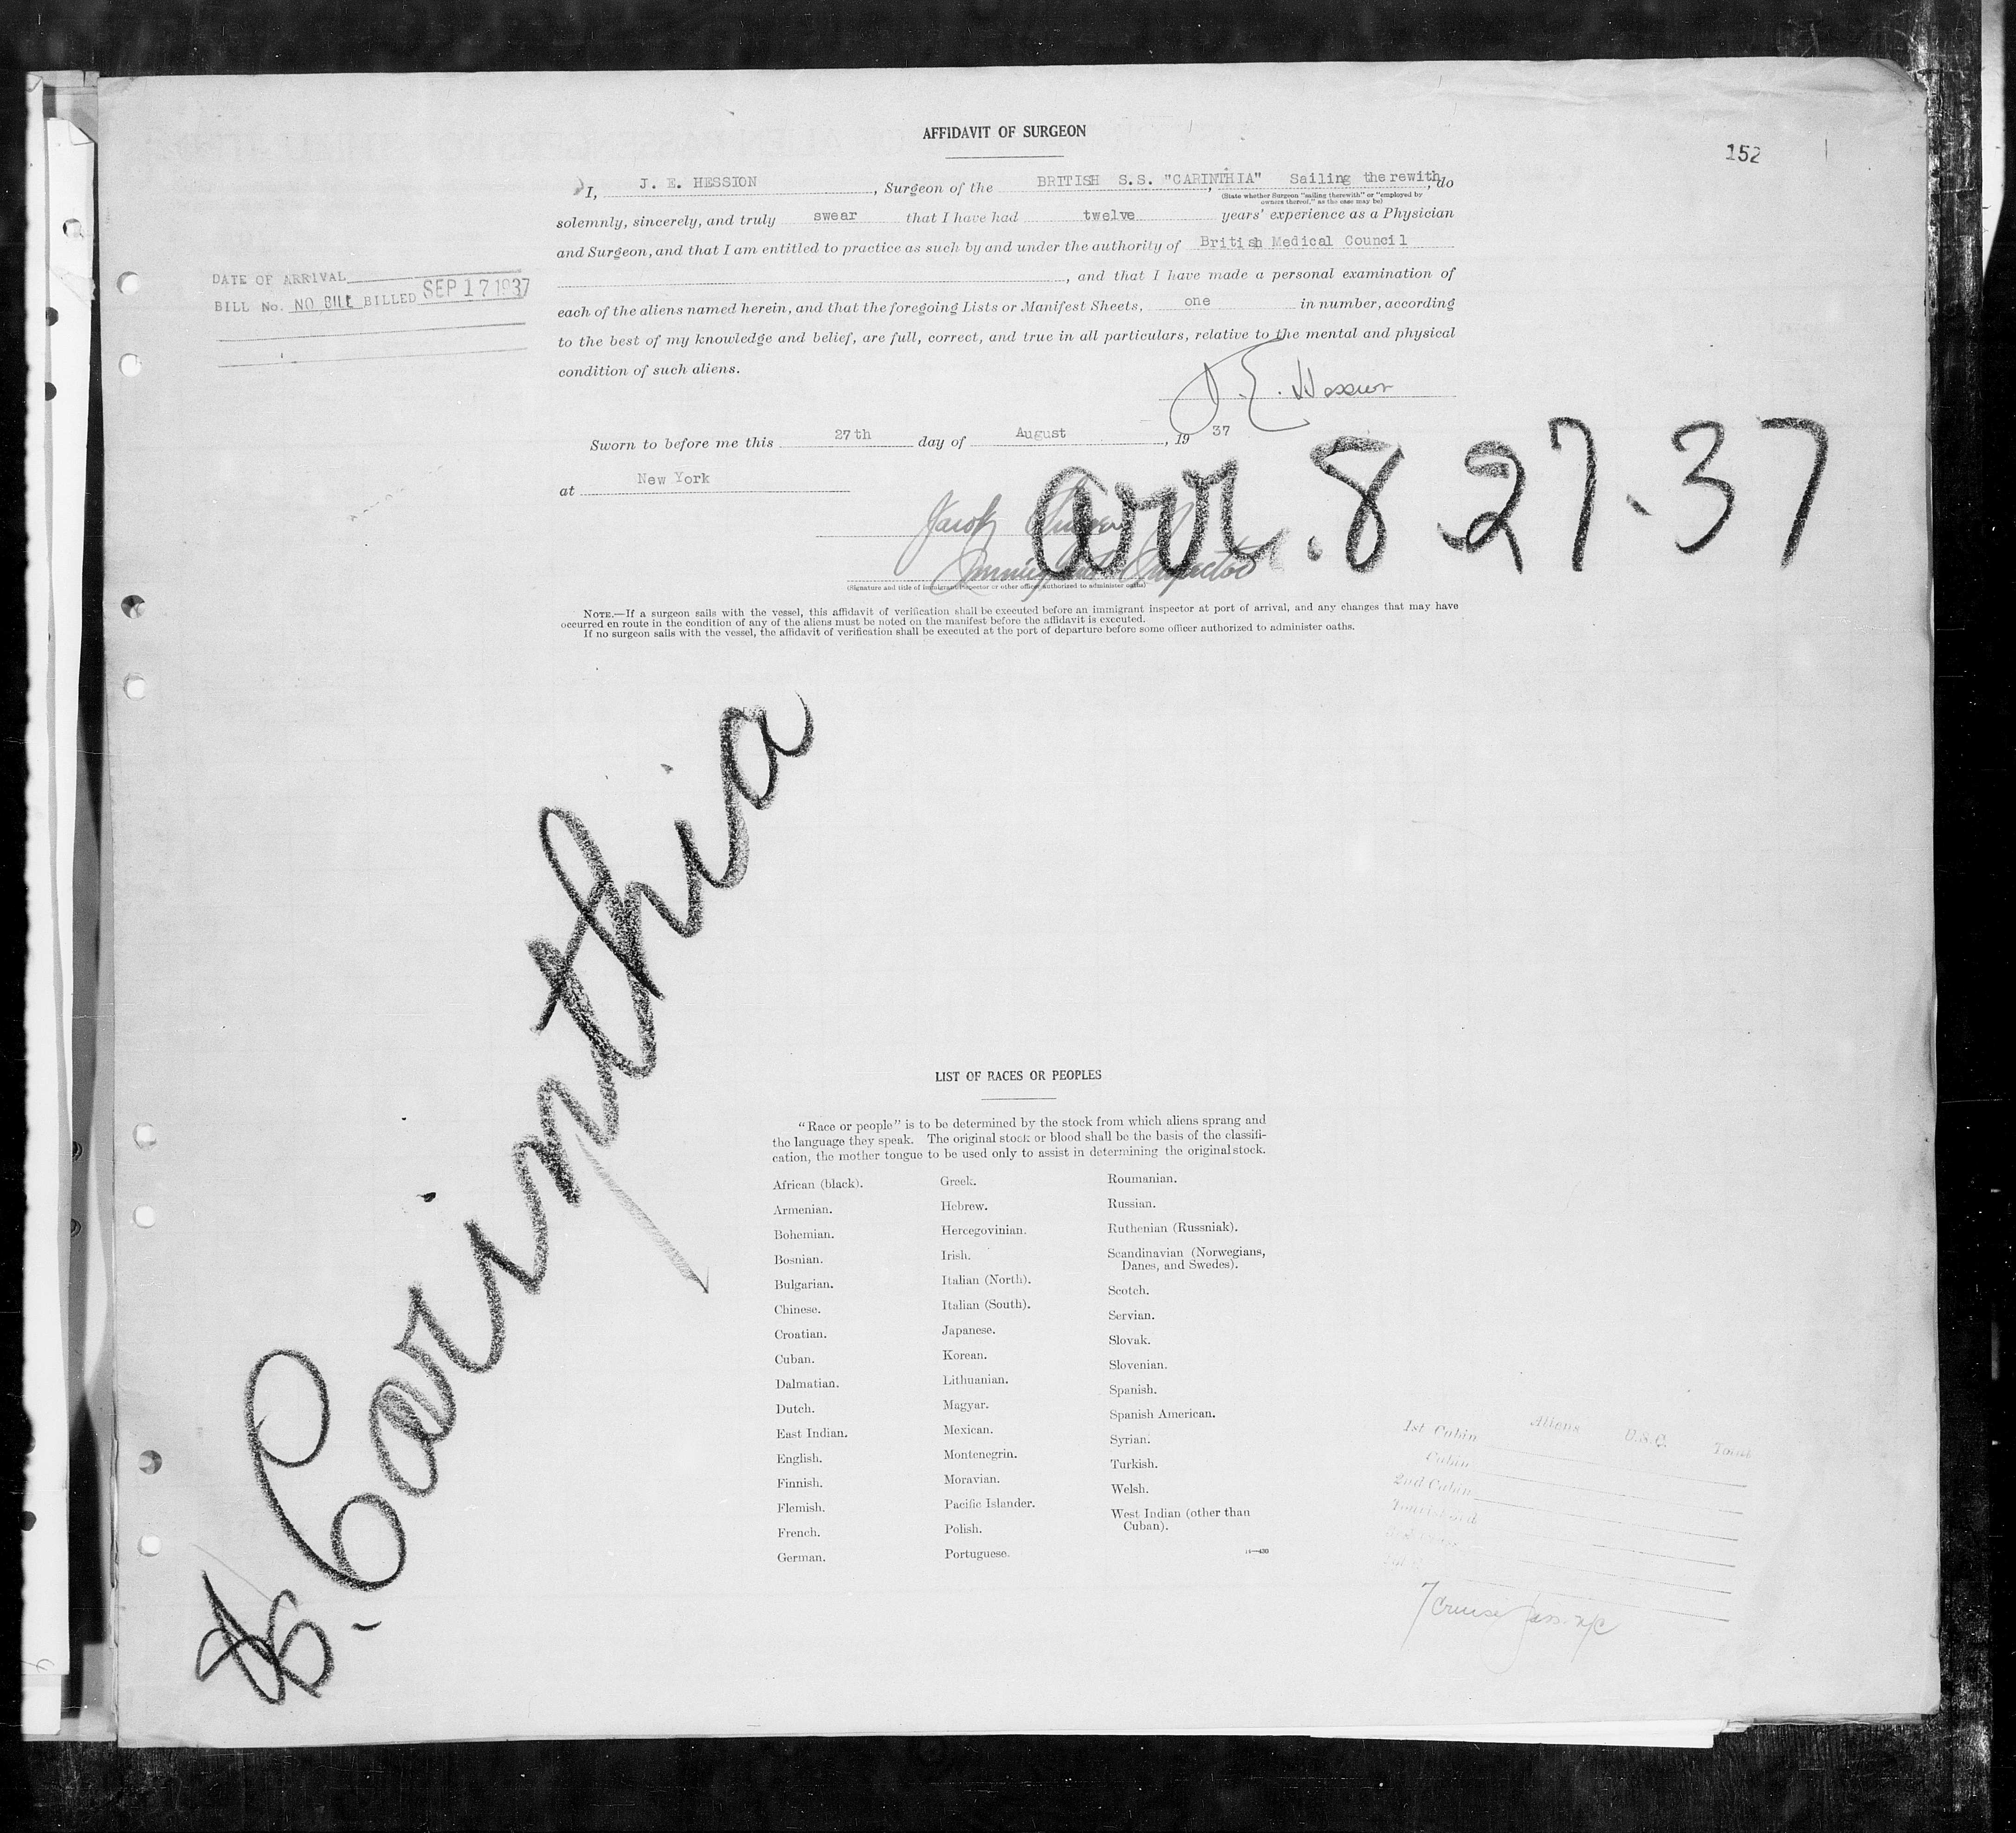 AFFIDAVIT OF SURGEON
152
I, J. E. HESSION, Surgeon of the BRITISH S.S. "CARINTHIA", Sailing therewith, do
(State whether Surgeon "sailing therewith" or "employed by
owners thereof," as the case may be)
solemnly, sincerely, and truly swear that I have had twelve years' experience as a Physician
and Surgeon, and that I am entitled to practice as such by and under the authority of British Medical Council
, and that I have made a personal examination of
each of the aliens named herein, and that the foregoing Lists or Manifest Sheets, one in number, according
to the best of my knowledge and belief, are full, correct, and true in all particulars, relative to the mental and physical
condition of such aliens.
DATE OF ARRIVAL
BILL No. NO BILL BILLED SEP 17 1937
J. E. Hession
Sworn to before me this 27th day of August, 19 37
at New York
arr. 8-27-37
Jacob
Immigrant Inspector
(Signature and title of immigrant inspector or other officer authorized to administer oaths)
NOTE.—If a surgeon sails with the vessel, this affidavit of verification shall be executed before an immigrant inspector at port of arrival, and any changes that may have
occurred en route in the condition of any of the aliens must be noted on the manifest before the affidavit is executed.
If no surgeon sails with the vessel, the affidavit of verification shall be executed at the port of departure before some officer authorized to administer oaths.
SS. Carinthia
LIST OF RACES OR PEOPLES
"Race or people" is to be determined by the stock from which aliens sprang and
the language they speak. The original stock or blood shall be the basis of the classifi-
cation, the mother tongue to be used only to assist in determining the original stock.
African (black).
Armenian.
Bohemian.
Bosnian.
Bulgarian.
Chinese.
Croatian.
Cuban.
Dalmatian.
Dutch.
East Indian.
English.
Finnish.
Flemish.
French.
German.
Greek.
Hebrew.
Hercegovinian.
Irish.
Italian (North).
Italian (South).
Japanese.
Korean.
Lithuanian.
Magyar.
Mexican.
Montenegrin.
Moravian.
Pacific Islander.
Polish.
Portuguese.
Roumanian.
Russian.
Ruthenian (Russniak).
Scandinavian (Norwegians,
Danes, and Swedes).
Scotch.
Servian.
Slovak.
Slovenian.
Spanish.
Spanish American.
Syrian.
Turkish.
Welsh.
West Indian (other than
Cuban).
14—430
Aliens U.S.C. Total
1st Cabin
Cabin
2nd Cabin
7 Cruise pass.